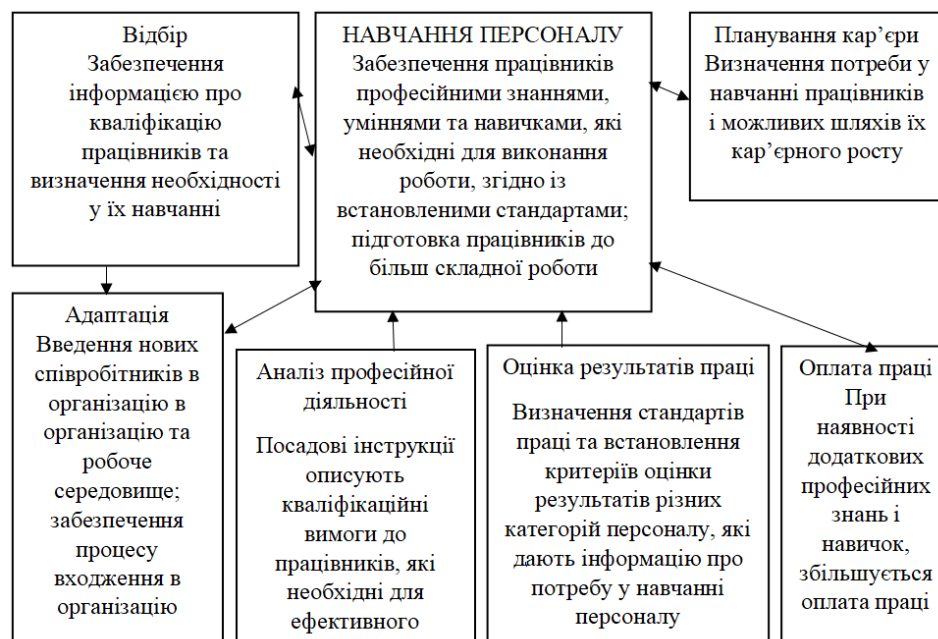 Відбір
Забезпечення
інформацією про
кваліфікацію
працівників та
визначення необхідності
у їх навчанні
НАВЧАННЯ ПЕРСОНАЛУ
Забезпечення працівників
професійними знаннями,
уміннями та навичками, які
необхідні для виконання
роботи, згідно із
встановленими стандартами;
підготовка працівників до
більш складної роботи
Планування кар’єри
Визначення потреби у
навчанні працівників
і можливих шляхів їх
кар’єрного росту
Адаптація
Введення нових
співробітників в
організацію в
організацію та
робоче
середовище;
забезпечення
процесу
входження в
організацію
Аналіз професійної
діяльності
Посадові інструкції
описують
кваліфікаційні
вимоги до
працівників, які
необхідні для
ефективного
Оцінка результатів праці
Визначення стандартів
праці та встановлення
критеріїв оцінки
результатів різних
категорій персоналу, які
дають інформацію про
потребу у навчанні
персоналу
Оплата праці
При
наявності
додаткових
професійних
знань і
навичок,
збільшується
оплата праці